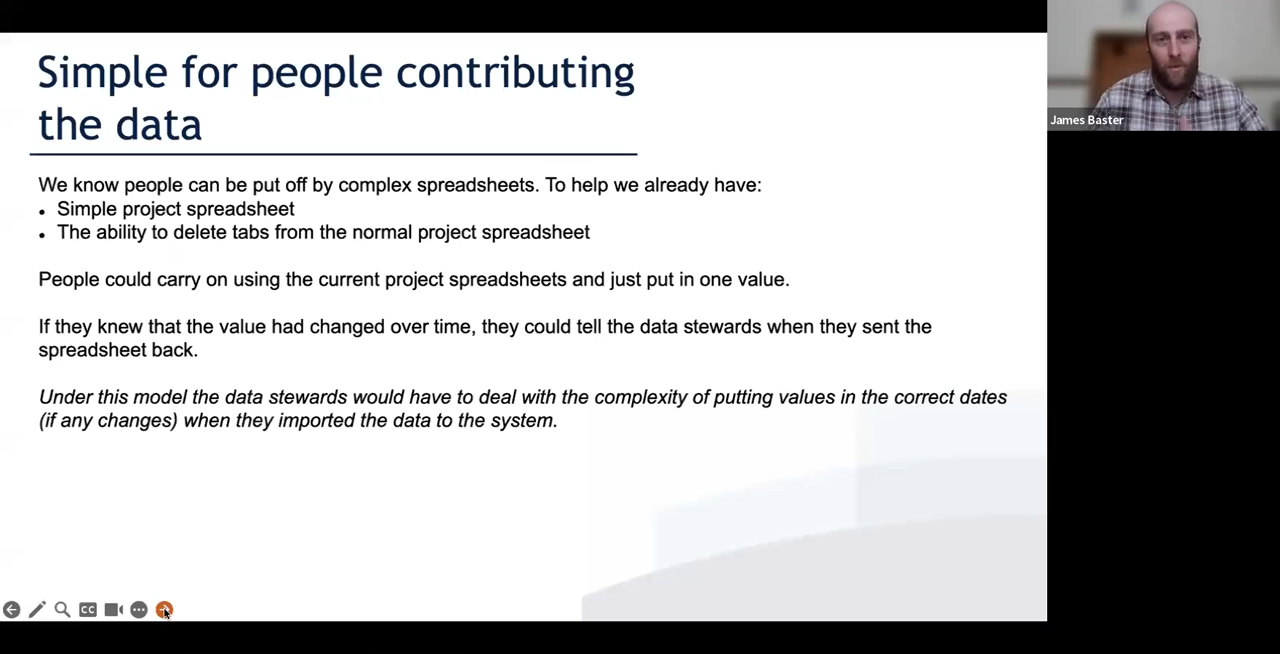 Simple for people contributing
the data
We know people can be put off by complex spreadsheets. To help we already have:
• Simple project spreadsheet
• The ability to delete tabs from the normal project spreadsheet
People could carry on using the current project spreadsheets and just put in one value.
If they knew that the value had changed over time, they could tell the data stewards when they sent the
spreadsheet back.
Under this model the data stewards would have to deal with the complexity of putting values in the correct dates
(if any changes) when they imported the data to the system.
James Baster
CC